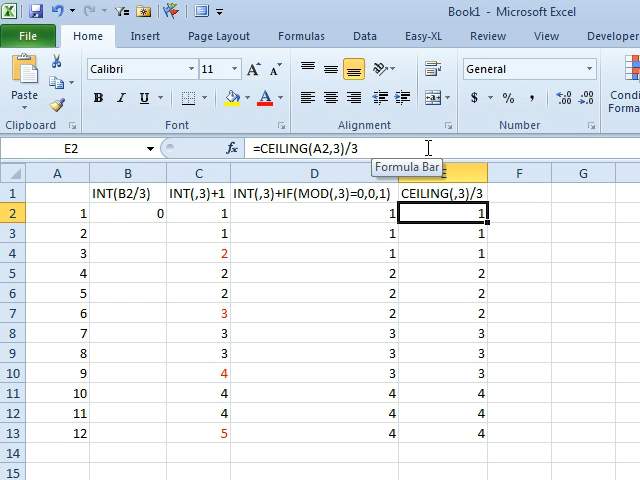 Book1 - Microsoft Excel
File Home Insert Page Layout Formulas Data Easy-XL Review View Developer
Calibri 11 A A General
Paste B I U A $ % , .00 .0
Clipboard Font Alignment Number
E2 fx =CEILING(A2,3)/3
Formula Bar
A B C D E F G
1 INT(B2/3) INT(,3)+1 INT(,3)+IF(MOD(,3)=0,0,1) CEILING(,3)/3
2 1 0 1 1 1
3 2 1 1 1
4 3 2 1 1
5 4 2 2 2
6 5 2 2 2
7 6 3 2 2
8 7 3 3 3
9 8 3 3 3
10 9 4 3 3
11 10 4 4 4
12 11 4 4 4
13 12 5 4 4
14
15